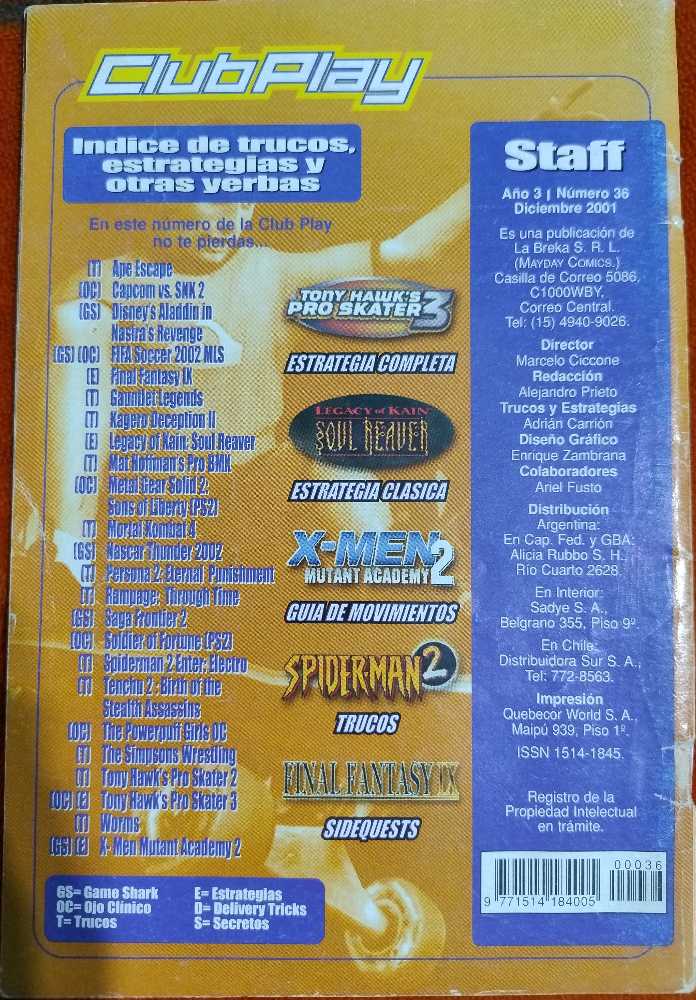 ClubPlay
Indice de trucos,
estrategias y
otras yerbas
En este número de la Club Play
no te pierdas...
[T] Ape Escape
[OC] Capcom vs. SNK 2
[GS] Disney's Aladdin in
Nasira's Revenge
[GS] [OC] FIFA Soccer 2002 MLS
[E] Final Fantasy IX
[T] Gauntlet Legends
[T] Kagero Deception II
[E] Legacy of Kain: Soul Reaver
[T] Mat Hoffman's Pro BMX
[OC] Metal Gear Solid 2:
Sons of Liberty (PS2)
[T] Mortal Kombat 4
[GS] Nascar Thunder 2002
[T] Persona 2: Eternal Punishment
[T] Rampage: Through Time
[GS] Saga Frontier 2
[OC] Soldier of Fortune (PS2)
[T] Spiderman 2 Enter: Electro
[T] Tenchu 2 : Birth of the
Stealth Assassins
[OC] The Powerpuff Girls OC
[T] The Simpsons Wrestling
[T] Tony Hawk's Pro Skater 2
[OC] [E] Tony Hawk's Pro Skater 3
[T] Worms
[GS] [E] X-Men Mutant Academy 2
TONY HAWK'S
PRO SKATER 3
ESTRATEGIA COMPLETA
LEGACY of KAIN
SOUL REAVER
ESTRATEGIA CLASICA
X-MEN
MUTANT ACADEMY 2
GUIA DE MOVIMIENTOS
SPIDER-MAN 2
TRUCOS
FINAL FANTASY IX
SIDEQUESTS
GS= Game Shark
OC= Ojo Clínico
T= Trucos
E= Estrategias
D= Delivery Tricks
S= Secretos
Staff
Año 3 | Número 36
Diciembre 2001
Es una publicación de
La Breka S. R. L.
(MAYDAY COMICS.)
Casilla de Correo 5086,
C1000WBY,
Correo Central.
Tel: (15) 4940-9026.
Director
Marcelo Ciccone
Redacción
Alejandro Prieto
Trucos y Estrategias
Adrián Carrión
Diseño Gráfico
Enrique Zambrana
Colaboradores
Ariel Fusto
Distribución
Argentina:
En Cap. Fed. y GBA:
Alicia Rubbo S. H.,
Río Cuarto 2628.
En Interior:
Sadye S. A.,
Belgrano 355, Piso 9º.
En Chile:
Distribuidora Sur S. A.,
Tel: 772-8563.
Impresión
Quebecor World S. A.,
Maipú 939, Piso 1º.
ISSN 1514-1845.
Registro de la
Propiedad Intelectual
en trámite.
00036
9 771514 184005